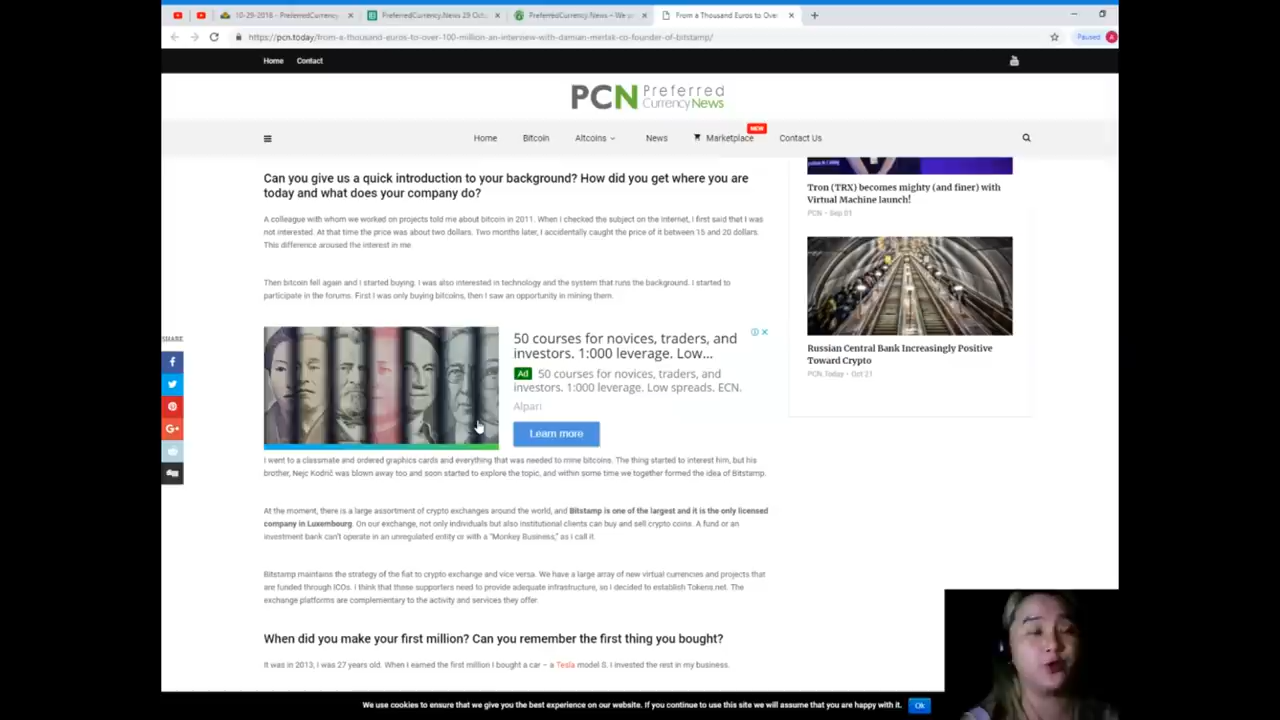 10-29-2018 - PreferredCurrency
PreferredCurrency.News 29 Octo
PreferredCurrency.News – We p
From a Thousand Euros to Over
https://pcn.today/from-a-thousand-euros-to-over-100-million-an-interview-with-damian-merlak-co-founder-of-bitstamp/
Paused
Home
Contact
PCN Preferred
CurrencyNews
Home
Bitcoin
Altcoins
News
Marketplace
NEW
Contact Us
Can you give us a quick introduction to your background? How did you get where you are
today and what does your company do?
A colleague with whom we worked on projects told me about bitcoin in 2011. When I checked the subject on the internet, I first said that I was
not interested. At that time the price was about two dollars. Two months later, I accidentally caught the price of it between 15 and 20 dollars.
This difference aroused the interest in me.
Then bitcoin fell again and I started buying. I was also interested in technology and the system that runs the background. I started to
participate in the forums. First I was only buying bitcoins, then I saw an opportunity in mining them.
50 courses for novices, traders, and
investors. 1:000 leverage. Low...
Ad 50 courses for novices, traders, and
investors. 1:000 leverage. Low spreads. ECN.
Alpari
Learn more
SHARE
I went to a classmate and ordered graphics cards and everything that was needed to mine bitcoins. The thing started to interest him, but his
brother, Nejc Kodrič was blown away too and soon started to explore the topic, and within some time we together formed the idea of Bitstamp.
At the moment, there is a large assortment of crypto exchanges around the world, and Bitstamp is one of the largest and it is the only licensed
company in Luxembourg. On our exchange, not only individuals but also institutional clients can buy and sell crypto coins. A fund or an
investment bank can't operate in an unregulated entity or with a "Monkey Business," as I call it.
Bitstamp maintains the strategy of the fiat to crypto exchange and vice versa. We have a large array of new virtual currencies and projects that
are funded through ICOs. I think that those supporters need to provide adequate infrastructure, so I decided to establish Tokens.net. The
exchange platforms are complementary to the activity and services they offer.
When did you make your first million? Can you remember the first thing you bought?
It was in 2013, I was 27 years old. When I earned the first million I bought a car – a Tesla model S. I invested the rest in my business.
Tron (TRX) becomes mighty (and finer) with
Virtual Machine launch!
PCN - Sep 01
Russian Central Bank Increasingly Positive
Toward Crypto
PCN.Today - Oct 21
We use cookies to ensure that we give you the best experience on our website. If you continue to use this site we will assume that you are happy with it.
Ok